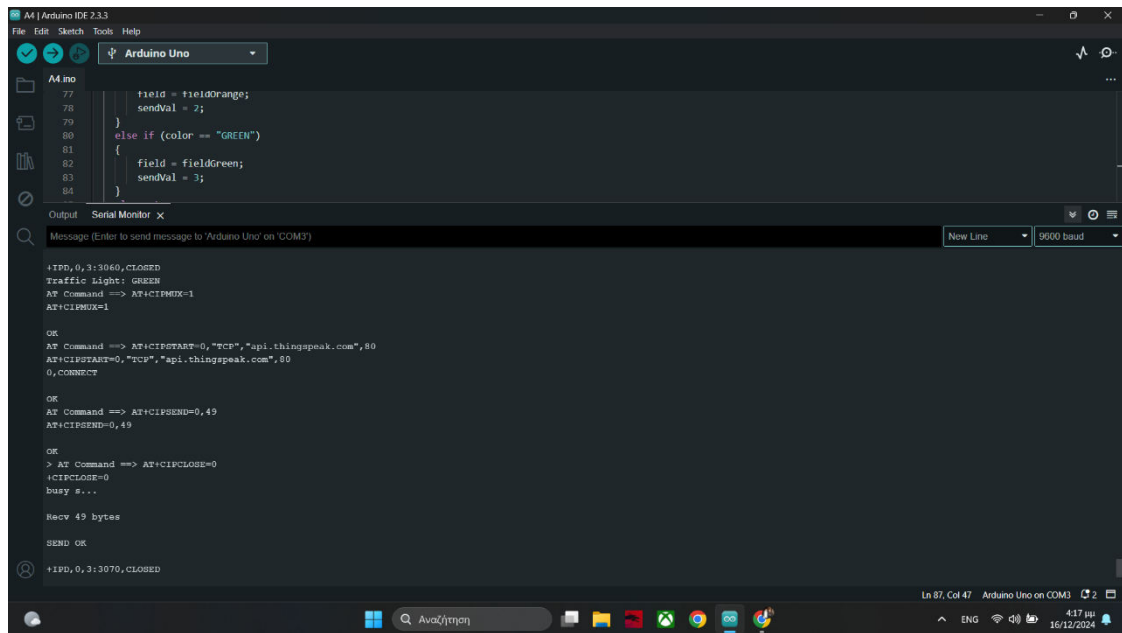 A4 | Arduino IDE 2.3.3
File Edit Sketch Tools Help
Arduino Uno
A4.ino
77 field = fieldOrange;
78 sendVal = 2;
79 }
80 else if (color == "GREEN")
81 {
82 field = fieldGreen;
83 sendVal = 3;
84 }
Output Serial Monitor
Message (Enter to send message to 'Arduino Uno' on 'COM3')
New Line
9600 baud
+IPD,0,3:3060,CLOSED
Traffic Light: GREEN
AT Command ==> AT+CIPMUX=1
AT+CIPMUX=1
OK
AT Command ==> AT+CIPSTART=0,"TCP","api.thingspeak.com",80
AT+CIPSTART=0,"TCP","api.thingspeak.com",80
0,CONNECT
OK
AT Command ==> AT+CIPSEND=0,49
AT+CIPSEND=0,49
OK
> AT Command ==> AT+CIPCLOSE=0
+CIPCLOSE=0
busy s...
Recv 49 bytes
SEND OK
+IPD,0,3:3070,CLOSED
Ln 87, Col 47 Arduino Uno on COM3 2
Αναζήτηση
ENG
4:17 μμ
16/12/2024